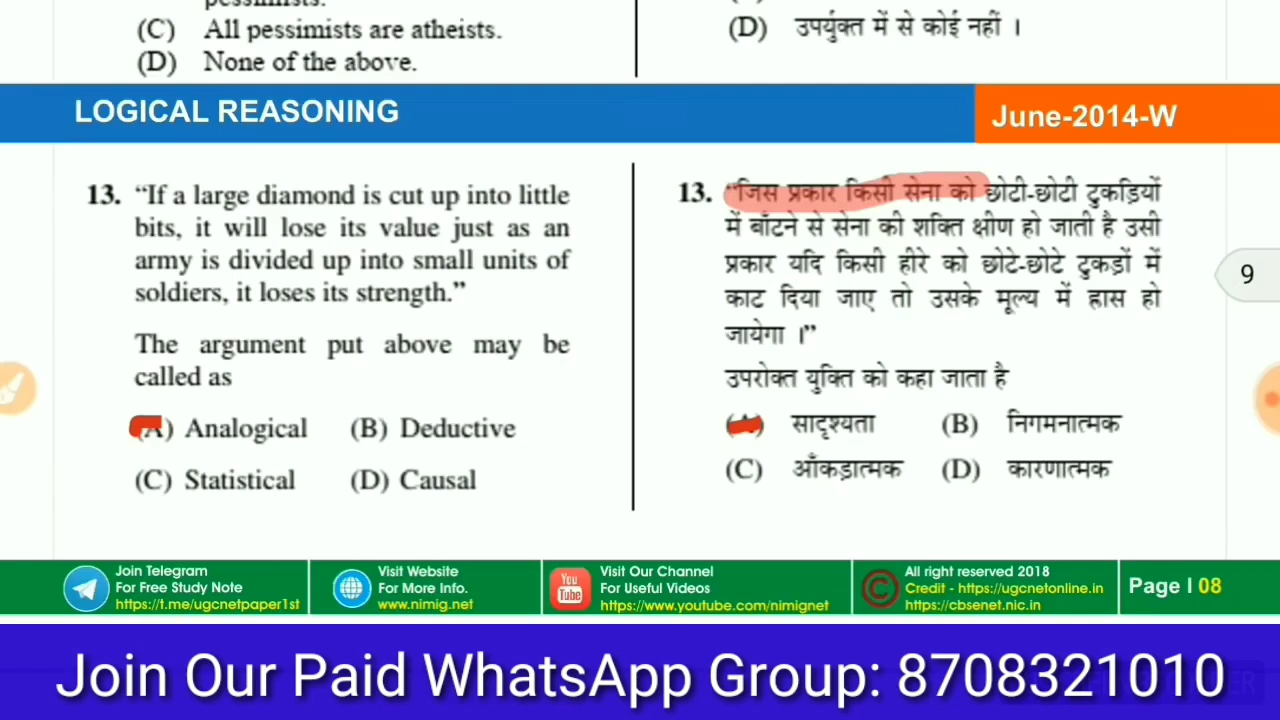 pessimists.
(C) All pessimists are atheists.
(D) None of the above.
(D) उपर्युक्त में से कोई नहीं ।
LOGICAL REASONING
June-2014-W
13. “If a large diamond is cut up into little
bits, it will lose its value just as an
army is divided up into small units of
soldiers, it loses its strength.”
The argument put above may be
called as
(A) Analogical (B) Deductive
(C) Statistical (D) Causal
13. “जिस प्रकार किसी सेना को छोटी-छोटी टुकड़ियों
में बाँटने से सेना की शक्ति क्षीण हो जाती है उसी
प्रकार यदि किसी हीरे को छोटे-छोटे टुकड़ों में
काट दिया जाए तो उसके मूल्य में ह्रास हो
जायेगा ।”
उपरोक्त युक्ति को कहा जाता है
(A) सादृश्यता (B) निगमनात्मक
(C) आँकड़ात्मक (D) कारणात्मक
9
Join Telegram
For Free Study Note
https://t.me/ugcnetpaper1st
Visit Website
For More Info.
www.nimig.net
You
Tube
Visit Our Channel
For Useful Videos
https://www.youtube.com/nimignet
All right reserved 2018
Credit - https://ugcnetonline.in
https://cbsenet.nic.in
Page I 08
Join Our Paid WhatsApp Group: 8708321010